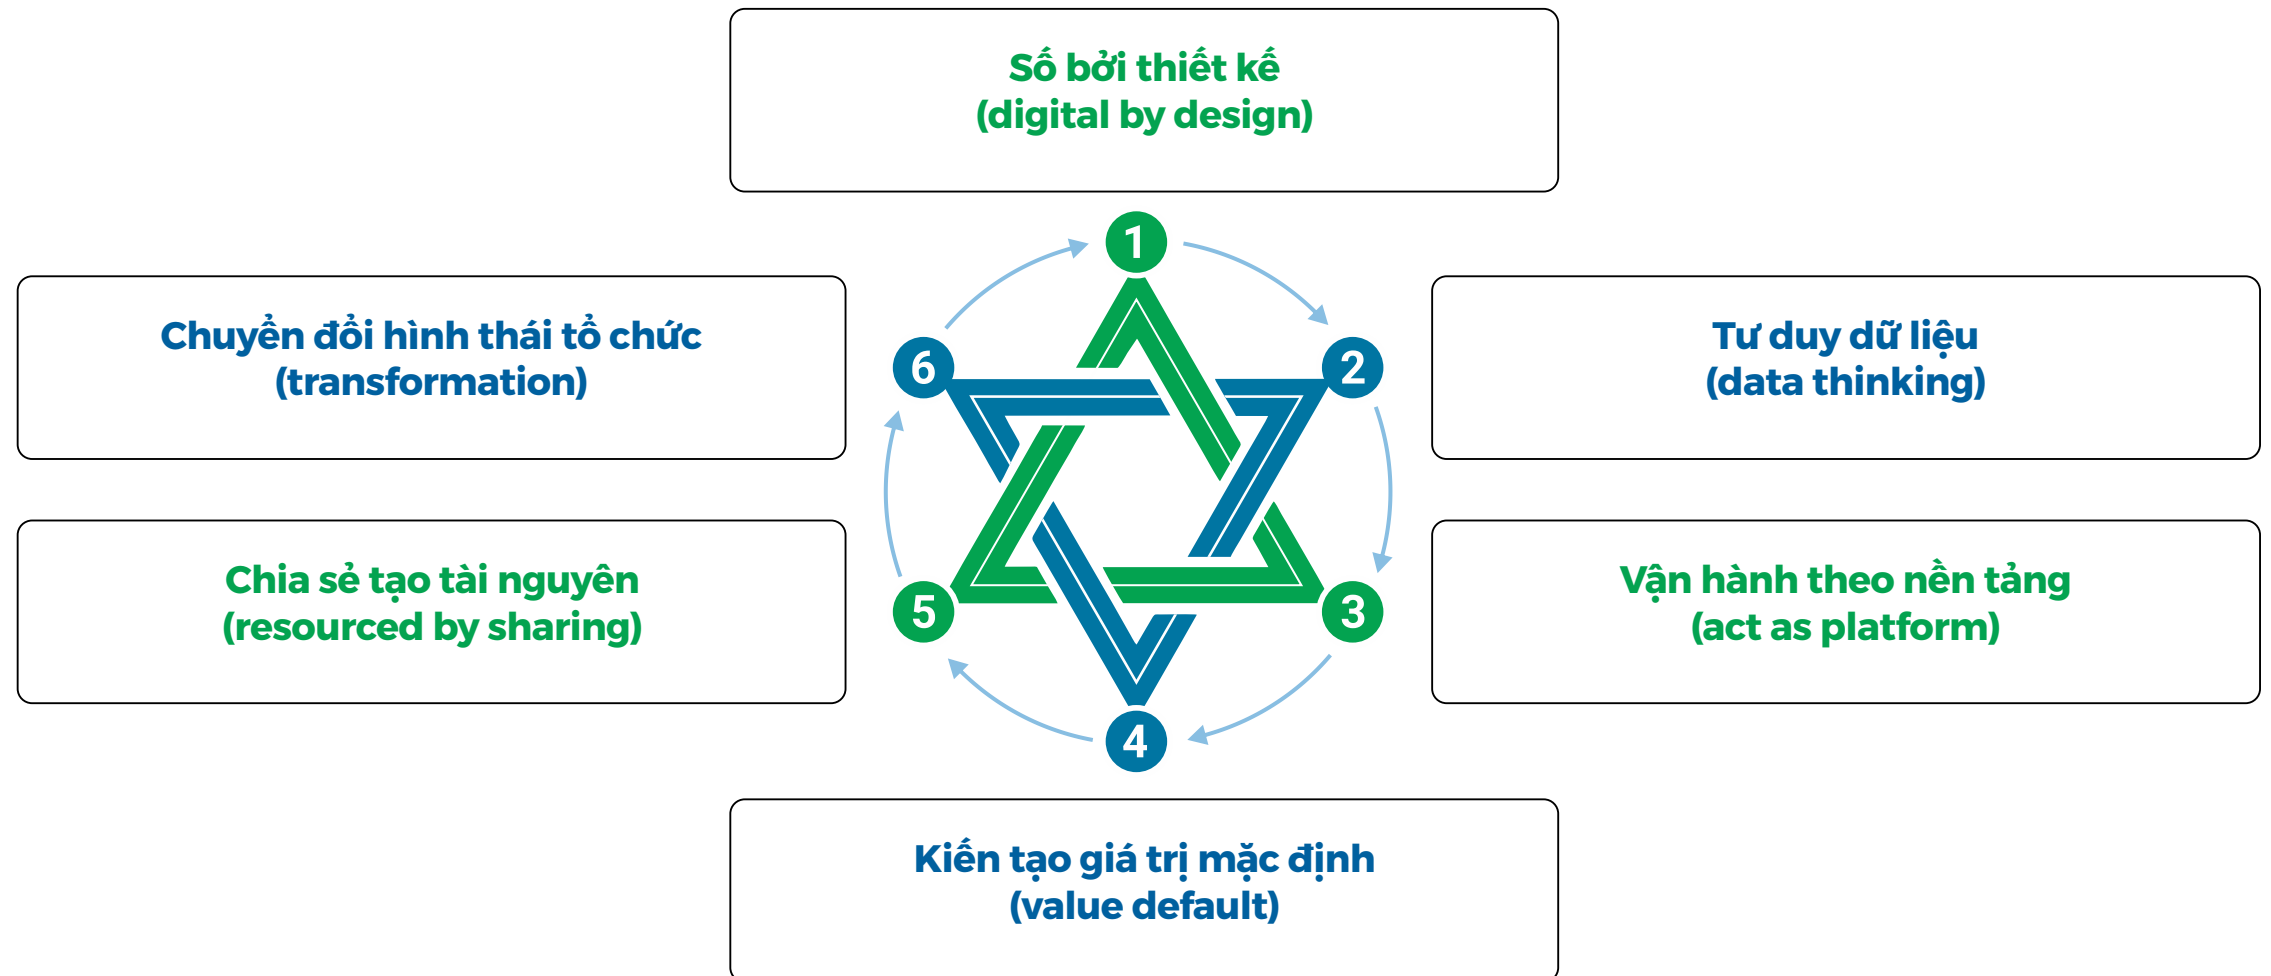 Số bởi thiết kế
(digital by design)
1
Chuyển đổi hình thái tổ chức
(transformation)
6
2
Tư duy dữ liệu
(data thinking)
Chia sẻ tạo tài nguyên
(resourced by sharing)
5
3
Vận hành theo nền tảng
(act as platform)
4
Kiến tạo giá trị mặc định
(value default)